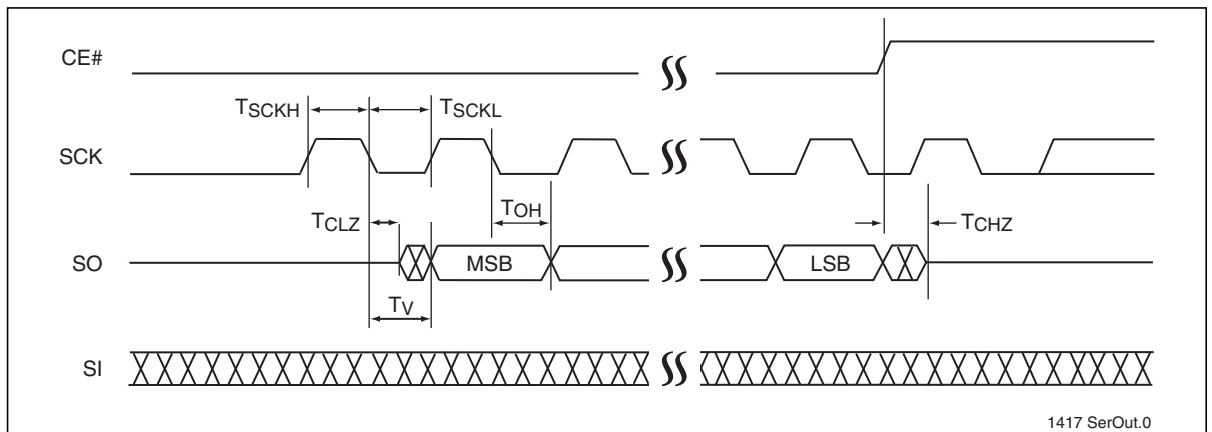 CE#
TSCKH
TSCKL
SCK
TOH
TCLZ
TCHZ
SO
MSB
LSB
TV
SI
1417 SerOut.0